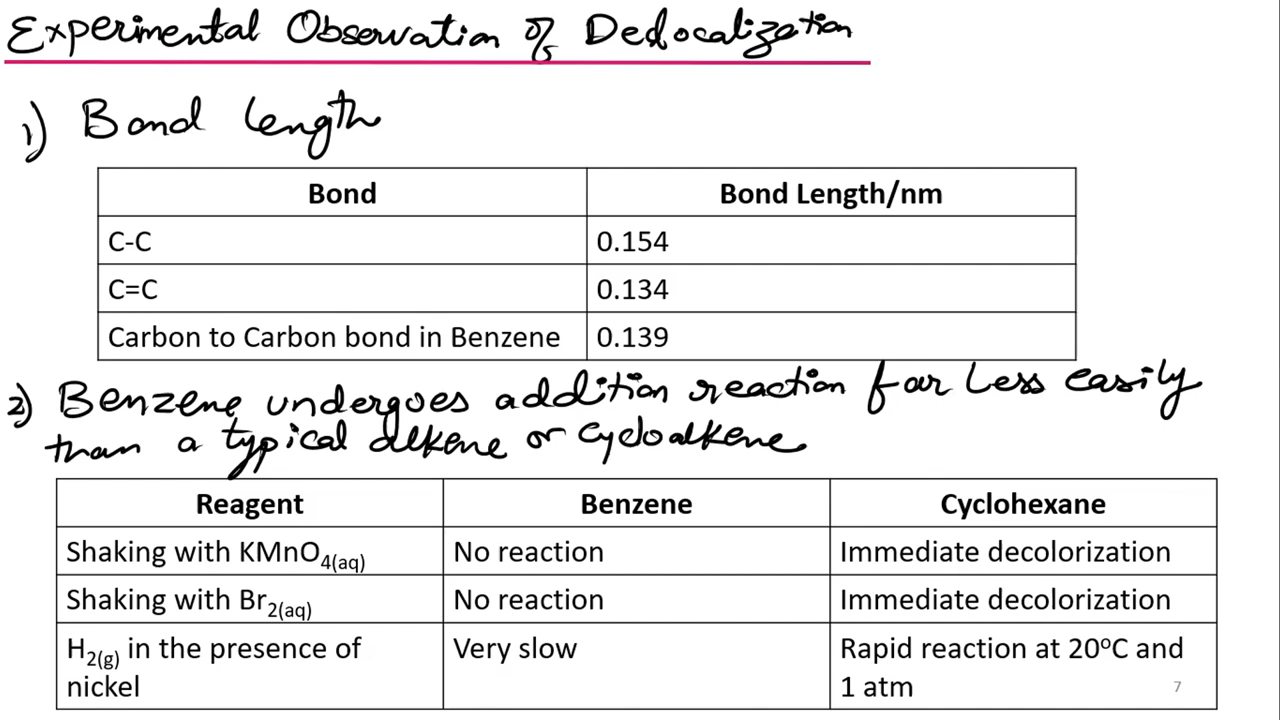 Experimental Observation of Delocalization
1) Bond length
Bond Bond Length/nm
C-C 0.154
C=C 0.134
Carbon to Carbon bond in Benzene 0.139
2) Benzene undergoes addition reaction far less easily
than a typical alkene or cycloalkene
Reagent Benzene Cyclohexane
Shaking with KMnO4(aq) No reaction Immediate decolorization
Shaking with Br2(aq) No reaction Immediate decolorization
H2(g) in the presence of Very slow Rapid reaction at 20°C and
nickel 1 atm
7